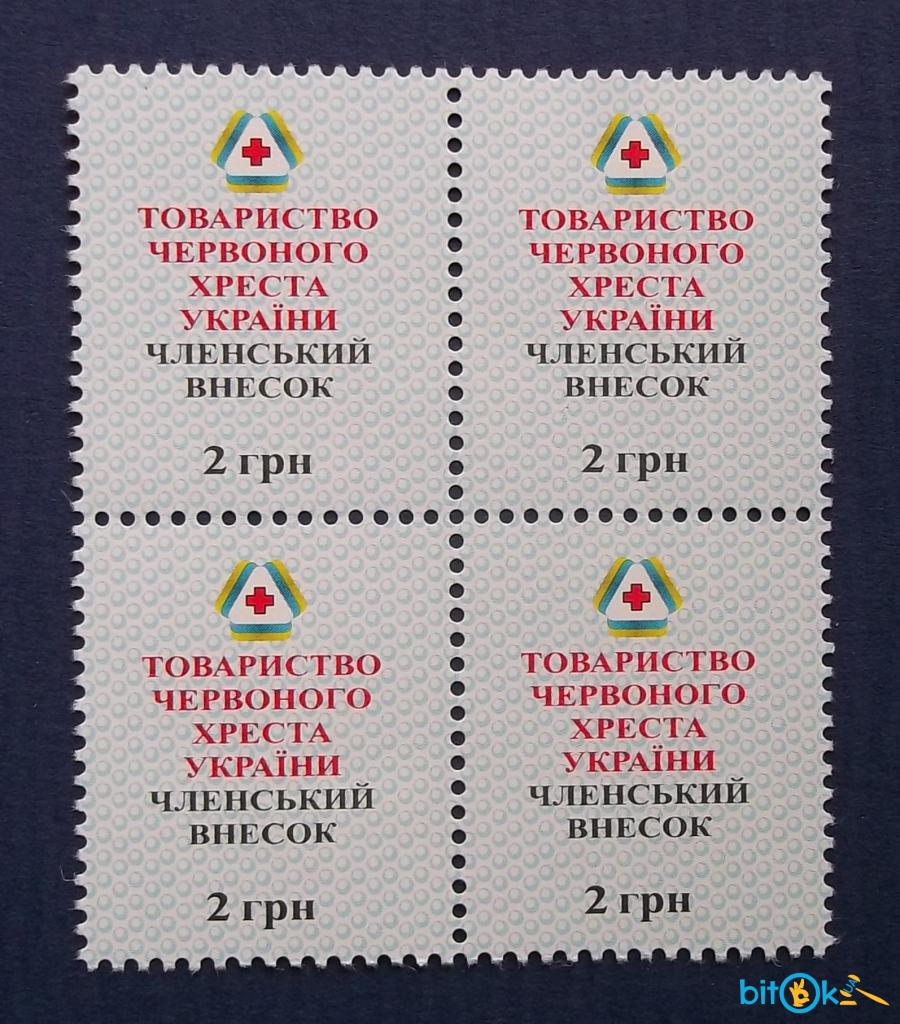 ТОВАРИСТВО
ЧЕРВОНОГО
ХРЕСТА
УКРАЇНИ
ЧЛЕНСЬКИЙ
ВНЕСОК
2 грн
ТОВАРИСТВО
ЧЕРВОНОГО
ХРЕСТА
УКРАЇНИ
ЧЛЕНСЬКИЙ
ВНЕСОК
2 грн
ТОВАРИСТВО
ЧЕРВОНОГО
ХРЕСТА
УКРАЇНИ
ЧЛЕНСЬКИЙ
ВНЕСОК
2 грн
ТОВАРИСТВО
ЧЕРВОНОГО
ХРЕСТА
УКРАЇНИ
ЧЛЕНСЬКИЙ
ВНЕСОК
2 грн
bitOk UA